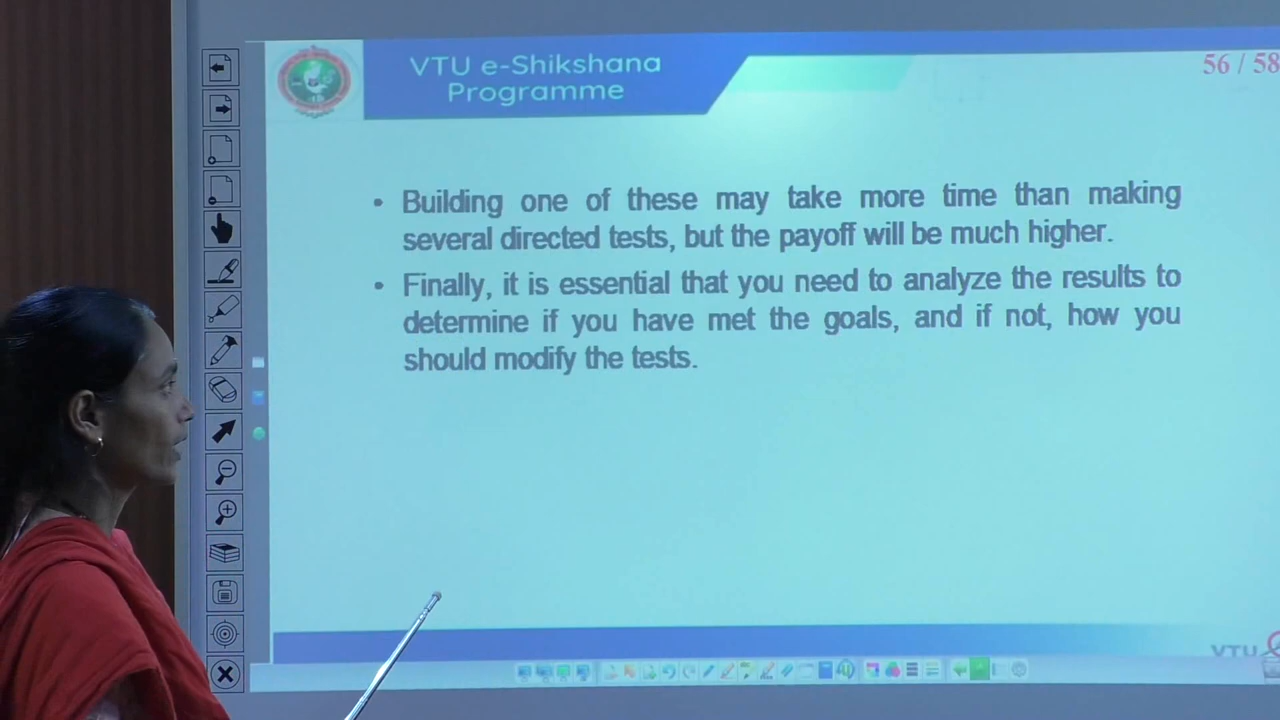 VTU e-Shikshana
Programme
56 / 58
• Building one of these may take more time than making
several directed tests, but the payoff will be much higher.
• Finally, it is essential that you need to analyze the results to
determine if you have met the goals, and if not, how you
should modify the tests.
VTU